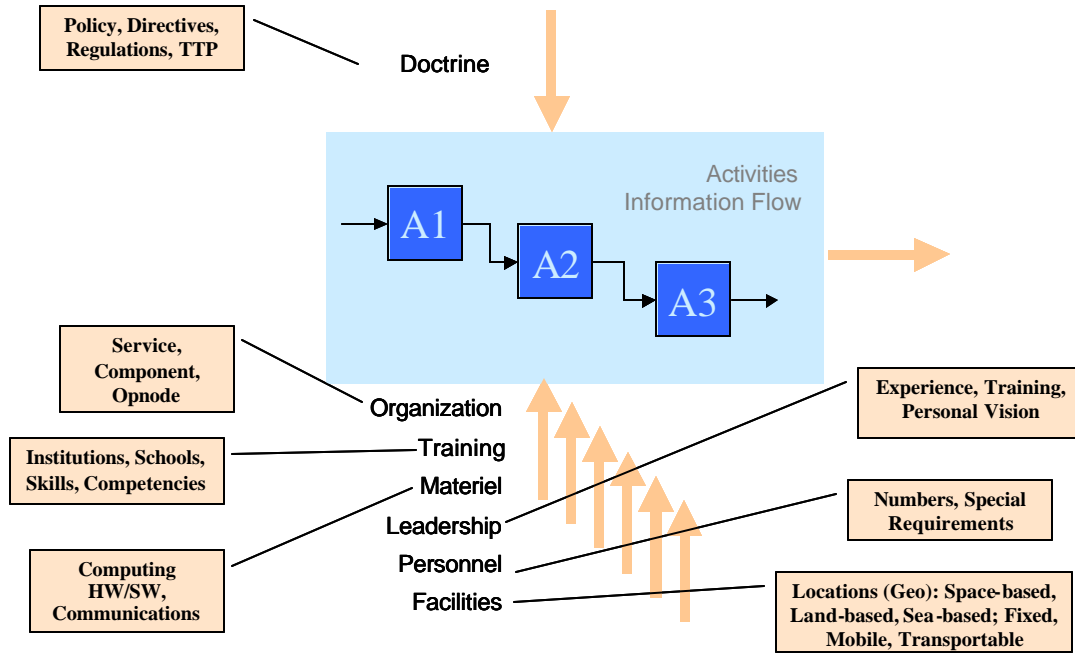 Policy, Directives,
Regulations, TTP
Doctrine
Activities
Information Flow
A1
A2
A3
Service,
Component,
Opnode
Organization
Experience, Training,
Personal Vision
Training
Institutions, Schools,
Skills, Competencies
Materiel
Leadership
Numbers, Special
Requirements
Personnel
Computing
HW/SW,
Communications
Facilities
Locations (Geo): Space-based,
Land-based, Sea-based; Fixed,
Mobile, Transportable